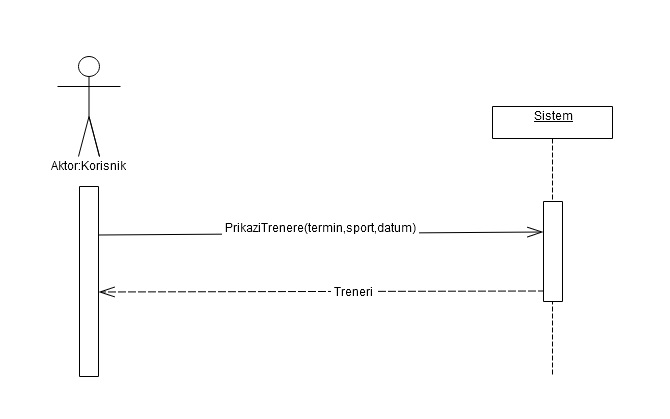 Sistem
Aktor:Korisnik
PrikaziTrenere(termin,sport,datum)
Treneri